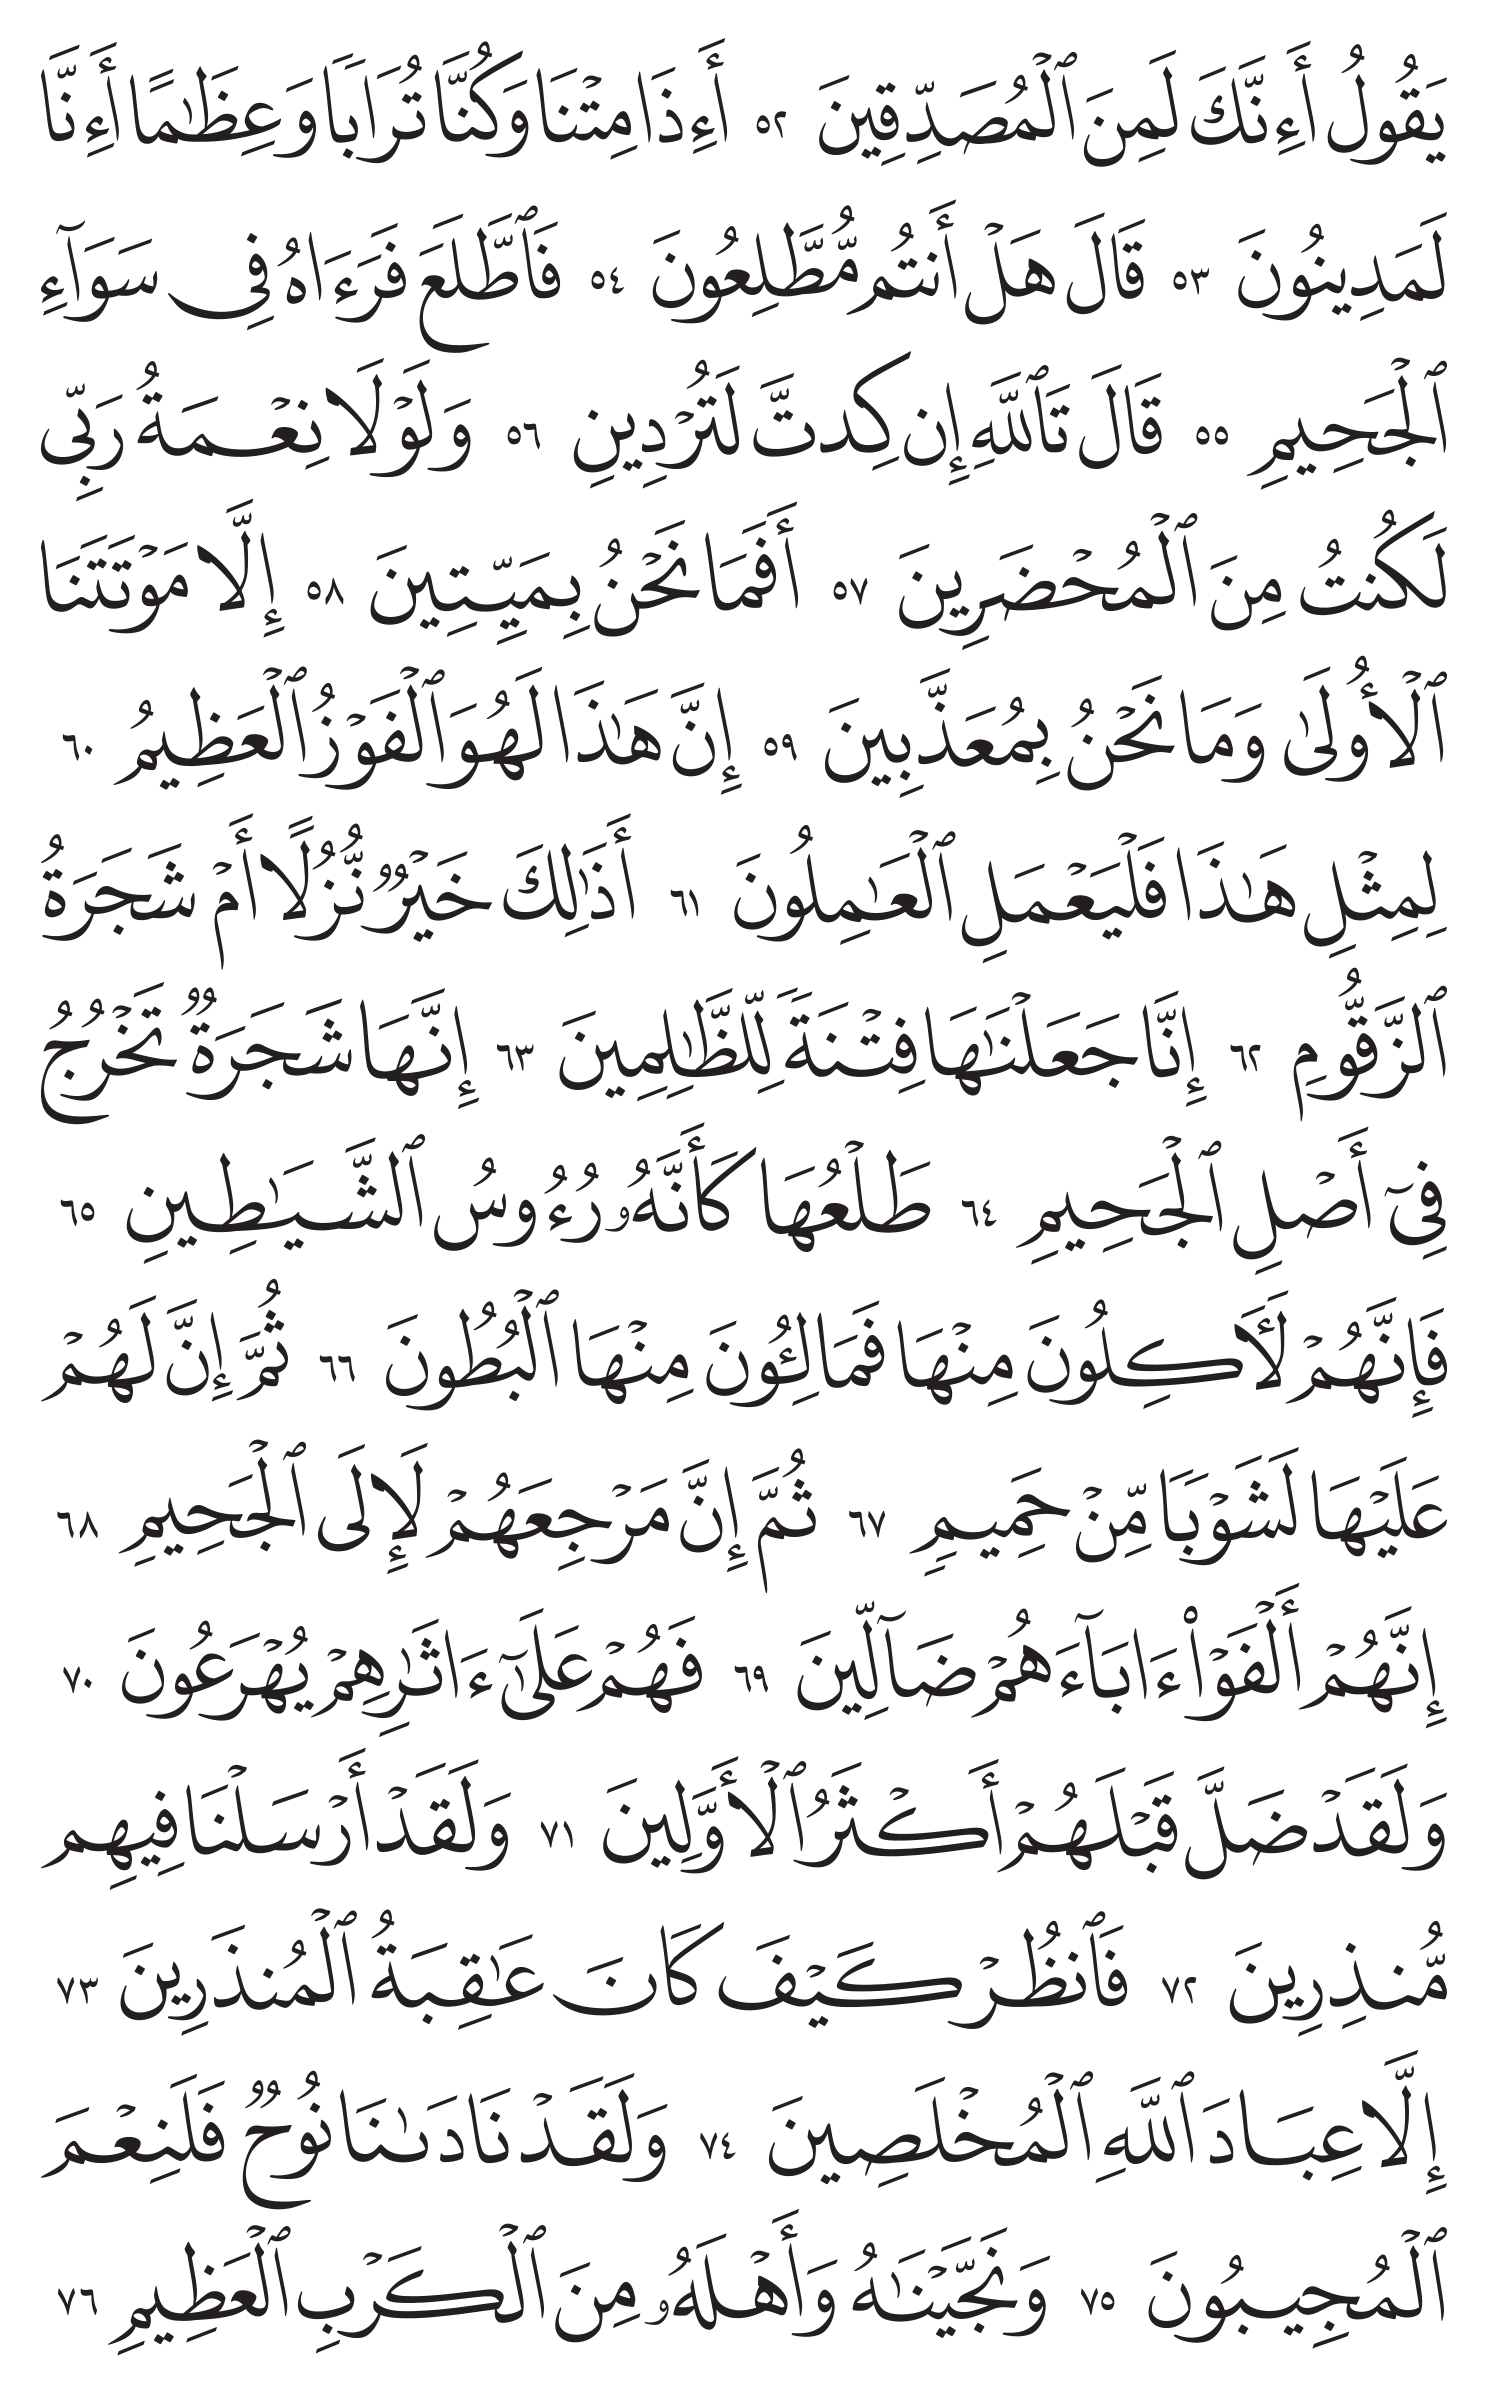 يَقُولُ أَءِنَّكَ لَمِنَ ٱلْمُصَدِّقِينَ ٥٢ أَءِذَا مِتْنَا وَكُنَّا تُرَابًا وَعِظَٰمًا أَءِنَّا
لَمَدِينُونَ ٥٣ قَالَ هَلْ أَنتُم مُّطَّلِعُونَ ٥٤ فَٱطَّلَعَ فَرَءَاهُ فِى سَوَآءِ
ٱلْجَحِيمِ ٥٥ قَالَ تَٱللَّهِ إِن كِدتَّ لَتُرْدِينِ ٥٦ وَلَوْلَا نِعْمَةُ رَبِّى
لَكُنتُ مِنَ ٱلْمُحْضَرِينَ ٥٧ أَفَمَا نَحْنُ بِمَيِّتِينَ ٥٨ إِلَّا مَوْتَتَنَا
ٱلْأُولَىٰ وَمَا نَحْنُ بِمُعَذَّبِينَ ٥٩ إِنَّ هَٰذَا لَهُوَ ٱلْفَوْزُ ٱلْعَظِيمُ ٦٠
لِمِثْلِ هَٰذَا فَلْيَعْمَلِ ٱلْعَٰمِلُونَ ٦١ أَذَٰلِكَ خَيْرٌ نُّزُلًا أَمْ شَجَرَةُ
ٱلزَّقُّومِ ٦٢ إِنَّا جَعَلْنَٰهَا فِتْنَةً لِّلظَّٰلِمِينَ ٦٣ إِنَّهَا شَجَرَةٌ تَخْرُجُ
فِىٓ أَصْلِ ٱلْجَحِيمِ ٦٤ طَلْعُهَا كَأَنَّهُۥ رُءُوسُ ٱلشَّيَٰطِينِ ٦٥
فَإِنَّهُمْ لَـَٔاكِلُونَ مِنْهَا فَمَالِـُٔونَ مِنْهَا ٱلْبُطُونَ ٦٦ ثُمَّ إِنَّ لَهُمْ
عَلَيْهَا لَشَوْبًا مِّنْ حَمِيمٍ ٦٧ ثُمَّ إِنَّ مَرْجِعَهُمْ لَإِلَى ٱلْجَحِيمِ ٦٨
إِنَّهُمْ أَلْفَوْا۟ ءَابَآءَهُمْ ضَآلِّينَ ٦٩ فَهُمْ عَلَىٰٓ ءَاثَٰرِهِمْ يُهْرَعُونَ ٧٠
وَلَقَدْ ضَلَّ قَبْلَهُمْ أَكْثَرُ ٱلْأَوَّلِينَ ٧١ وَلَقَدْ أَرْسَلْنَا فِيهِم
مُّنذِرِينَ ٧٢ فَٱنظُرْ كَيْفَ كَانَ عَٰقِبَةُ ٱلْمُنذَرِينَ ٧٣
إِلَّا عِبَادَ ٱللَّهِ ٱلْمُخْلَصِينَ ٧٤ وَلَقَدْ نَادَىٰنَا نُوحٌ فَلَنِعْمَ
ٱلْمُجِيبُونَ ٧٥ وَنَجَّيْنَٰهُ وَأَهْلَهُۥ مِنَ ٱلْكَرْبِ ٱلْعَظِيمِ ٧٦